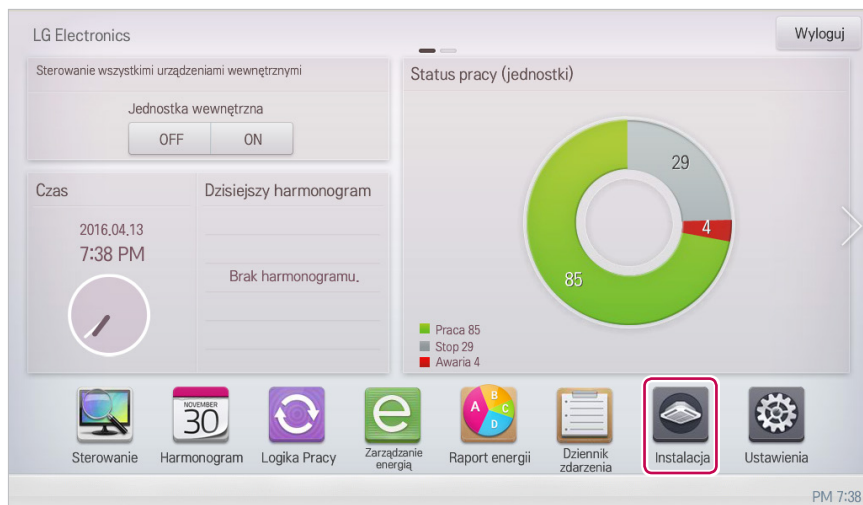 LG Electronics
Wyloguj
Sterowanie wszystkimi urządzeniami wewnętrznymi
Jednostka wewnętrzna
OFF ON
Status pracy (jednostki)
29
4
85
Praca 85
Stop 29
Awaria 4
Czas
2016.04.13
7:38 PM
Dzisiejszy harmonogram
Brak harmonogramu.
NOVEMBER
30
e
A B C D
Sterowanie
Harmonogram
Logika Pracy
Zarządzanie
energią
Raport energii
Dziennik
zdarzenia
Instalacja
Ustawienia
PM 7:38